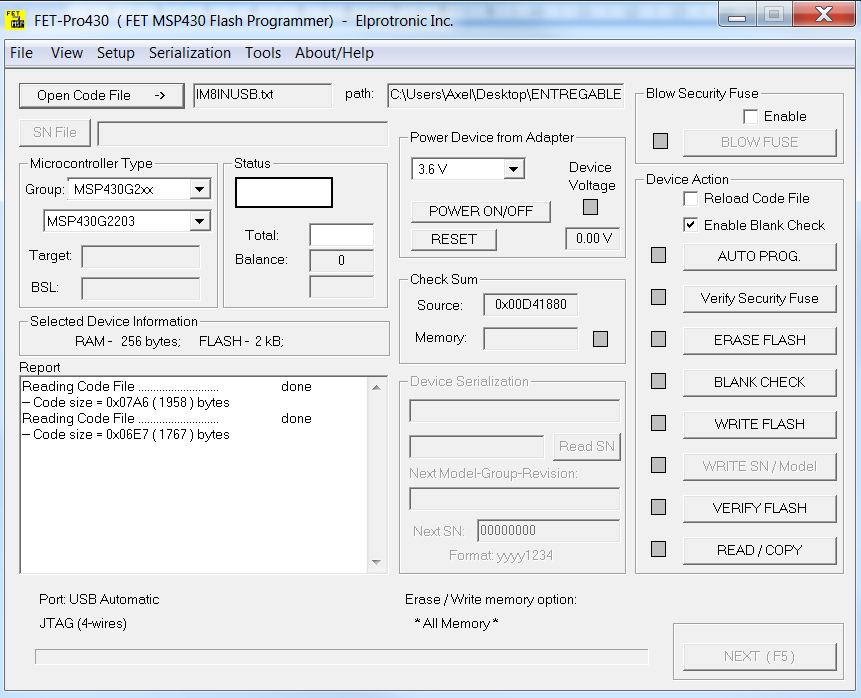 FET-Pro430 ( FET MSP430 Flash Programmer) - Elprotronic Inc.
File View Setup Serialization Tools About/Help
Open Code File -> IM8INUSB.txt path: C:\Users\Axel\Desktop\ENTREGABLE
SN File
Microcontroller Type
Group: MSP430G2xx
MSP430G2203
Target:
BSL:
Status
Total:
Balance: 0
Selected Device Information
RAM - 256 bytes; FLASH - 2 kB;
Report
Reading Code File ........................... done
-- Code size = 0x07A6 ( 1958 ) bytes
Reading Code File ........................... done
-- Code size = 0x06E7 ( 1767 ) bytes
Power Device from Adapter
3.6 V
Device
Voltage
POWER ON/OFF
RESET
0.00 V
Check Sum
Source: 0x00D41880
Memory:
Device Serialization
Read SN
Next Model-Group-Revision:
Next SN: 00000000
Format: yyyy1234
Blow Security Fuse
Enable
BLOW FUSE
Device Action
Reload Code File
Enable Blank Check
AUTO PROG.
Verify Security Fuse
ERASE FLASH
BLANK CHECK
WRITE FLASH
WRITE SN / Model
VERIFY FLASH
READ / COPY
Port: USB Automatic
JTAG (4-wires)
Erase / Write memory option:
* All Memory *
NEXT ( F5 )